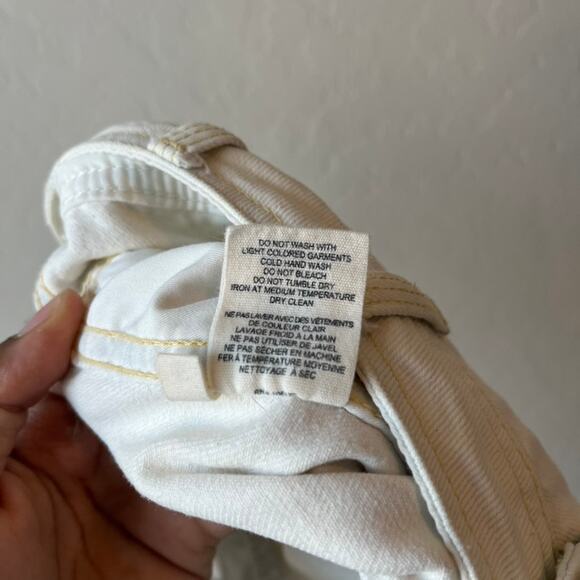 DO NOT WASH WITH
LIGHT COLORED GARMENTS
COLD HAND WASH
DO NOT BLEACH
DO NOT TUMBLE DRY
IRON AT MEDIUM TEMPERATURE
DRY CLEAN
NE PAS LAVER AVEC DES VÊTEMENTS
DE COULEUR CLAIR
LAVAGE FROID À LA MAIN
NE PAS UTILISER DE JAVEL
NE PAS SÉCHER EN MACHINE
FER À TEMPÉRATURE MOYENNE
NETTOYAGE À SEC